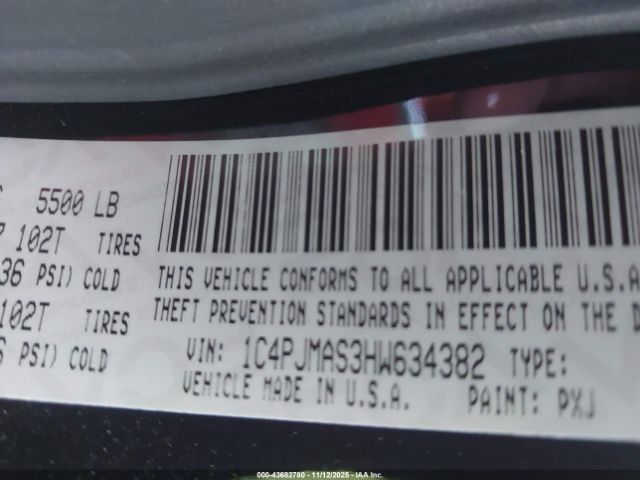 5500 LB
102T TIRES
36 PSI) COLD
THIS VEHICLE CONFORMS TO ALL APPLICABLE U.S.A
102T TIRES
THEFT PREVENTION STANDARDS IN EFFECT ON THE D
PSI) COLD
VIN: 1C4PJMAS3HW634382 TYPE:
VEHICLE MADE IN U.S.A. PAINT: PXJ
000-43682780 - 11/12/2025 - IAA Inc.